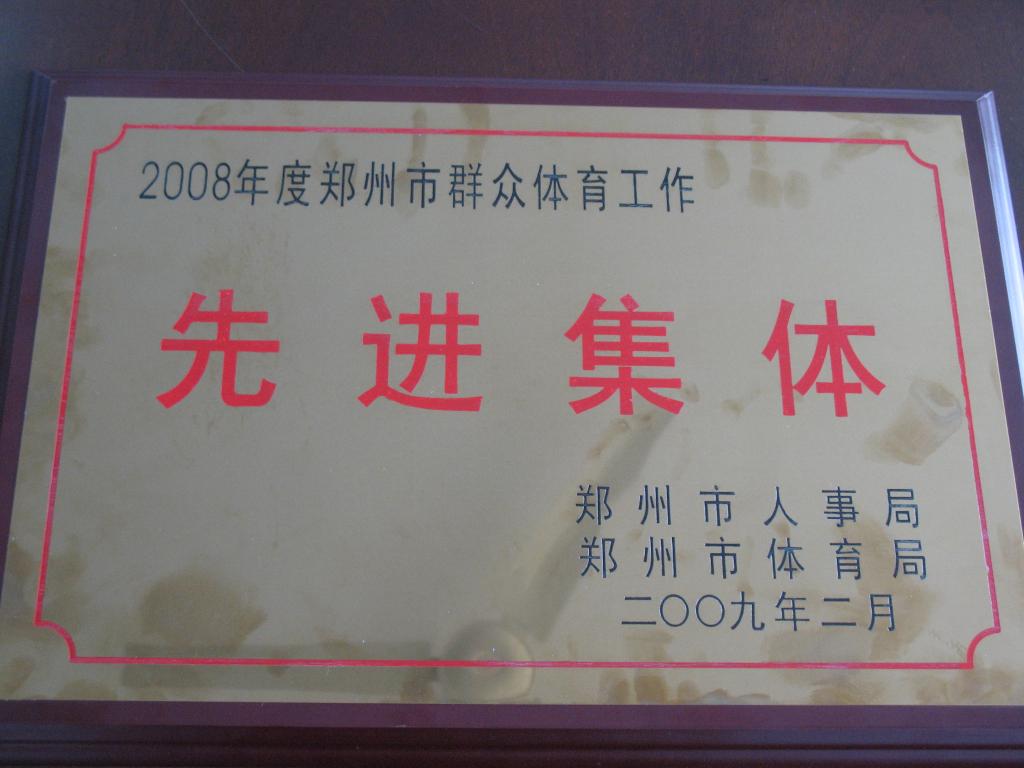 2008年度郑州市群众体育工作
先进集体
郑州市人事局
郑州市体育局
二〇〇九年二月